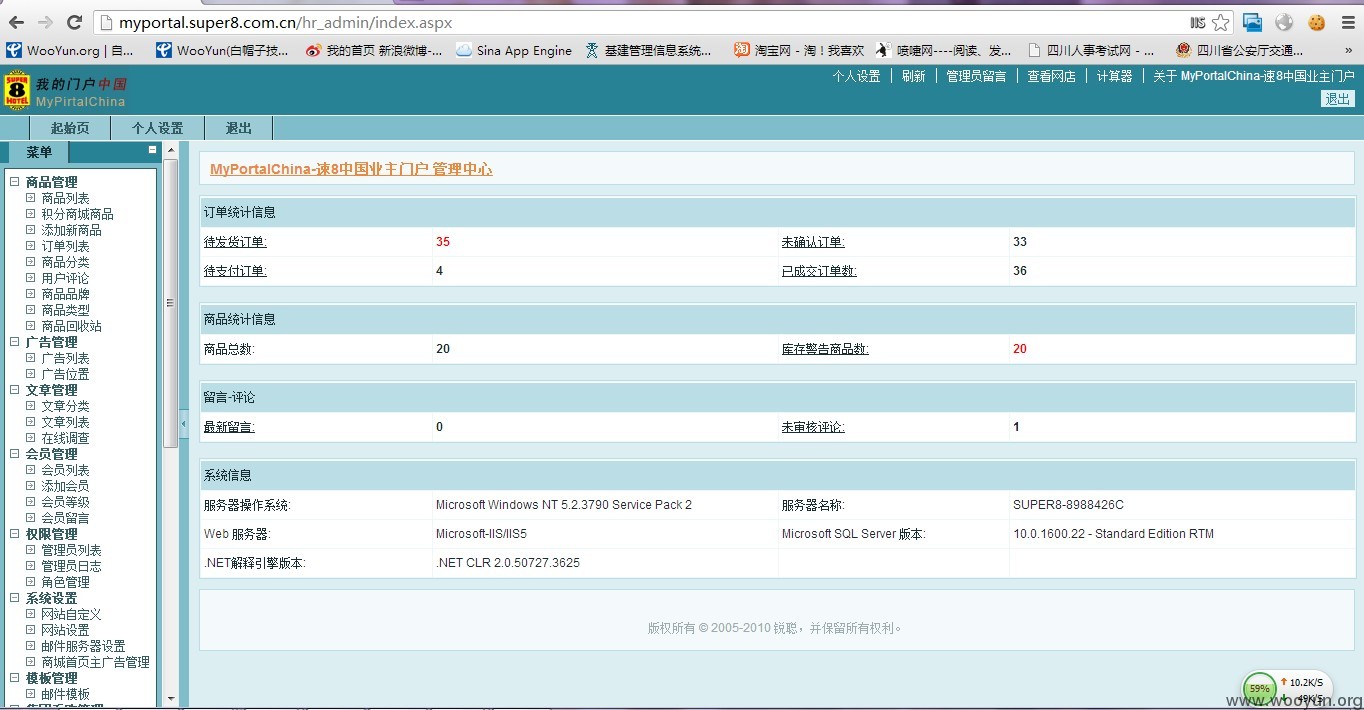 myportal.super8.com.cn/hr_admin/index.aspx
IIS
WooYun.org | 自... WooYun(白帽子技... 我的首页 新浪微博-... Sina App Engine 基建管理信息系统... 淘宝网 - 淘！我喜欢 喷嚏网----阅读、发... 四川人事考试网 - ... 四川省公安厅交通... »
SUPER 8 HOTEL
我的门户中国
MyPirtalChina
个人设置 刷新 管理员留言 查看网店 计算器 关于 MyPortalChina-速8中国业主门户
退出
起始页 个人设置 退出
菜单
商品管理
商品列表
积分商城商品
添加新商品
订单列表
商品分类
用户评论
商品品牌
商品类型
商品回收站
广告管理
广告列表
广告位置
文章管理
文章分类
文章列表
在线调查
会员管理
会员列表
添加会员
会员等级
会员留言
权限管理
管理员列表
管理员日志
角色管理
系统设置
网站自定义
网站设置
邮件服务器设置
商城首页主广告管理
模板管理
邮件模板
MyPortalChina-速8中国业主门户 管理中心
订单统计信息
待发货订单: 35 未确认订单: 33
待支付订单: 4 已成交订单数: 36
商品统计信息
商品总数: 20 库存警告商品数: 20
留言-评论
最新留言: 0 未审核评论: 1
系统信息
服务器操作系统: Microsoft Windows NT 5.2.3790 Service Pack 2 服务器名称: SUPER8-8988426C
Web 服务器: Microsoft-IIS/IIS5 Microsoft SQL Server 版本: 10.0.1600.22 - Standard Edition RTM
.NET解释引擎版本: .NET CLR 2.0.50727.3625
版权所有 © 2005-2010 锐聪，并保留所有权利。
59% 10.2K/S
49K/S
www.wooyun.org